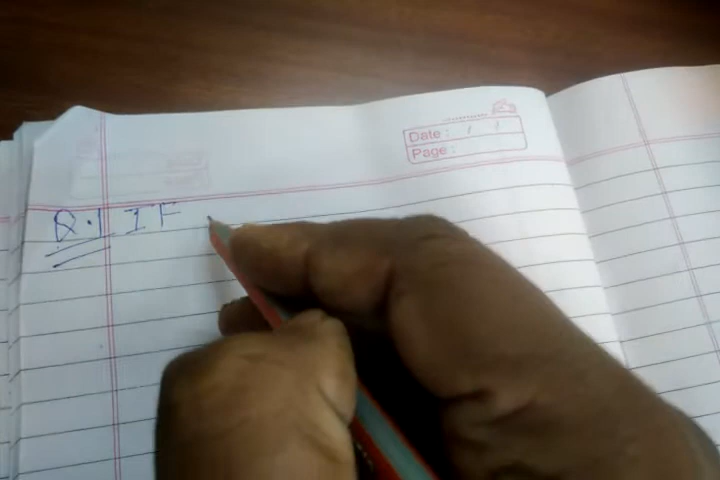 Date :
Page :
Q.1 IF